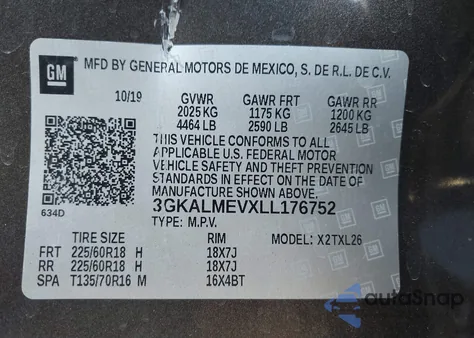 GM
MFD BY GENERAL MOTORS DE MEXICO, S. DE R.L. DE C.V.
10/19 GVWR GAWR FRT GAWR RR
2025 KG 1175 KG 1200 KG
4464 LB 2590 LB 2645 LB
THIS VEHICLE CONFORMS TO ALL
APPLICABLE U.S. FEDERAL MOTOR
VEHICLE SAFETY AND THEFT PREVENTION
STANDARDS IN EFFECT ON THE DATE OF
MANUFACTURE SHOWN ABOVE.
634D
3GKALMEVXLL176752
TYPE: M.P.V.
TIRE SIZE RIM MODEL: X2TXL26
FRT 225/60R18 H 18X7J
RR 225/60R18 H 18X7J
SPA T135/70R16 M 16X4BT
autoSnap